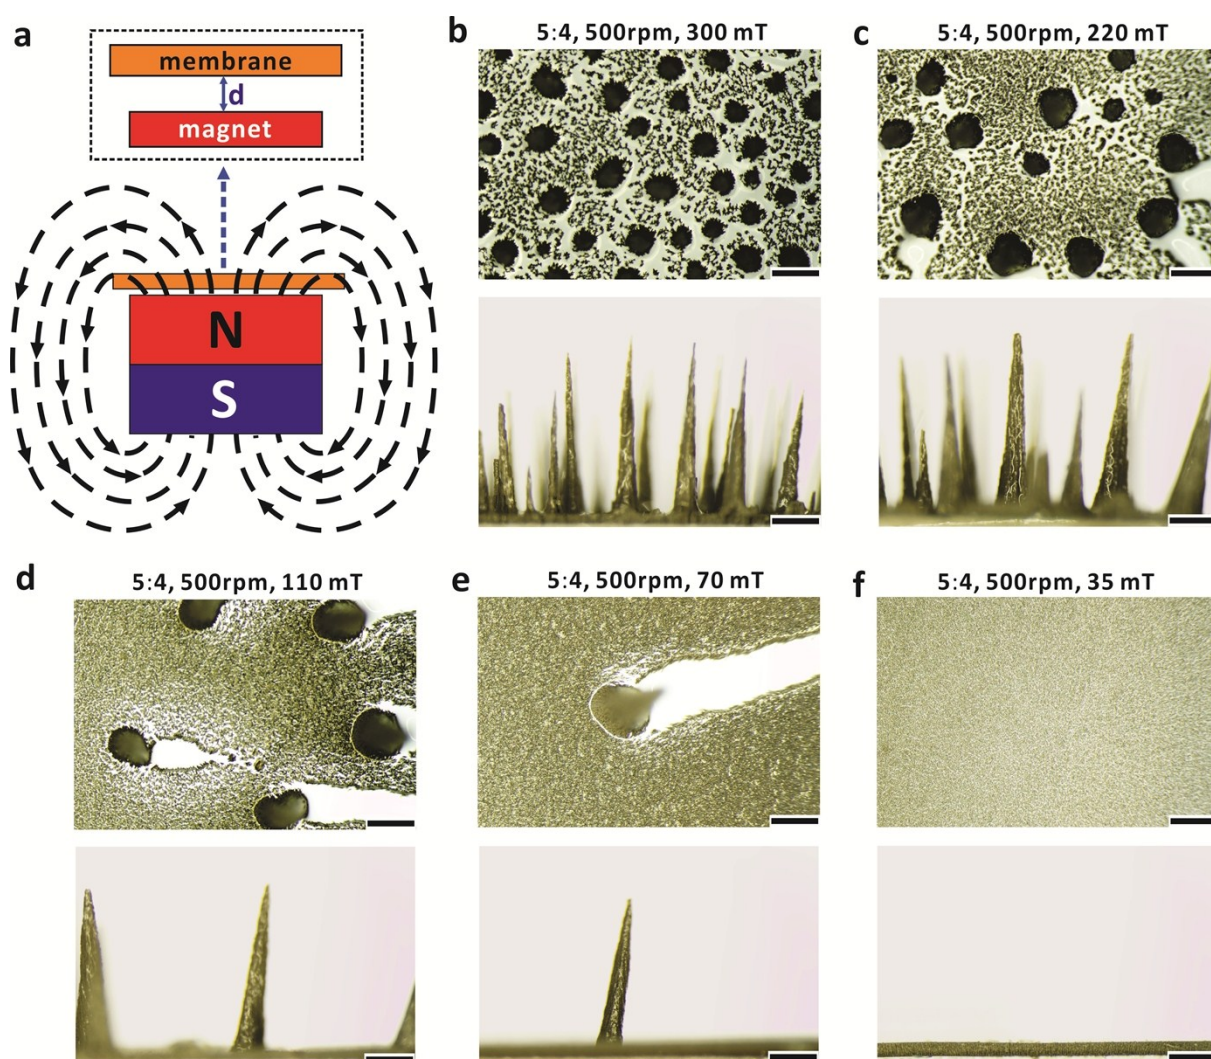 a
membrane
d
magnet
N
S
b
5:4, 500rpm, 300 mT
c
5:4, 500rpm, 220 mT
d
5:4, 500rpm, 110 mT
e
5:4, 500rpm, 70 mT
f
5:4, 500rpm, 35 mT